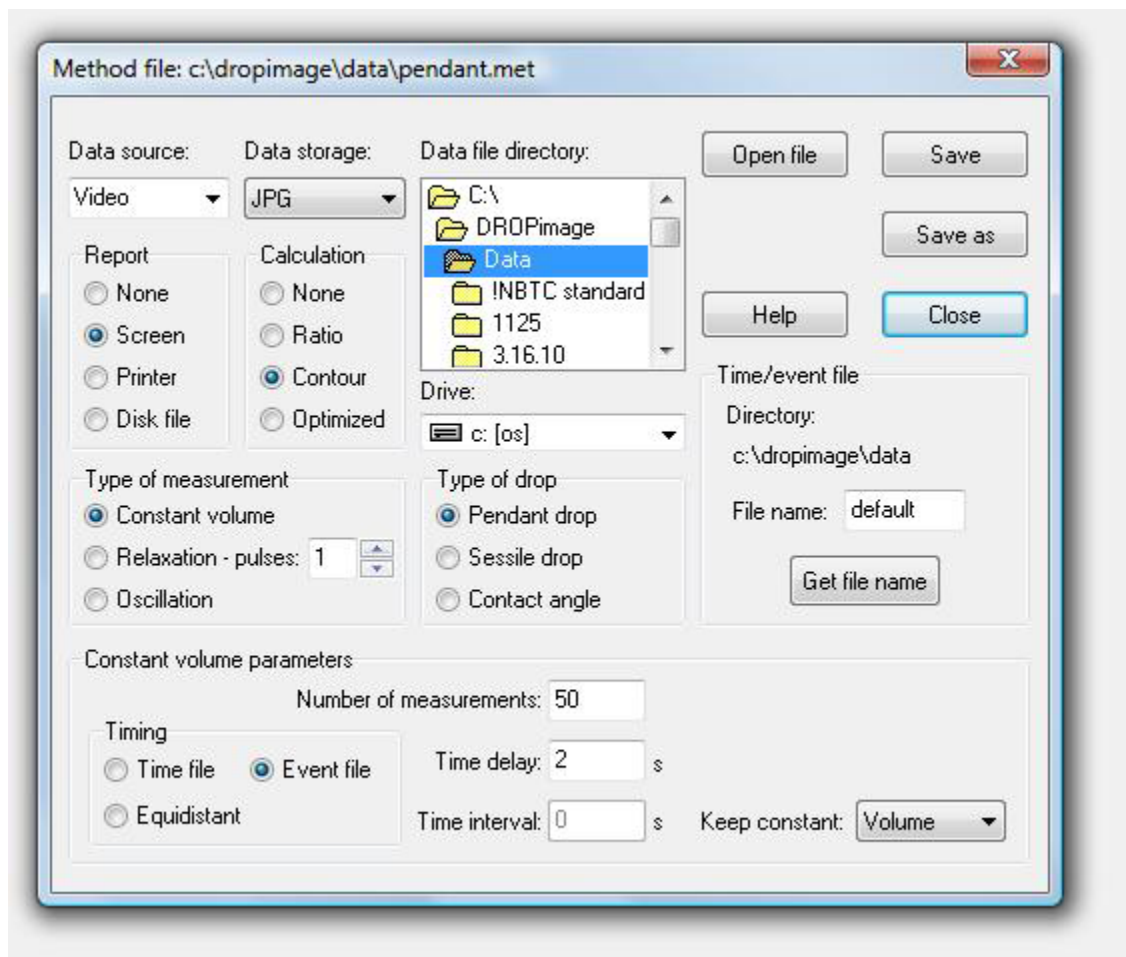 Method file: c:\dropimage\data\pendant.met
Data source:
Video
Data storage:
JPG
Data file directory:
C:\
DROPimage
Data
!NBTC standard
1125
3.16.10
Open file
Save
Save as
Help
Close
Report
None
Screen
Printer
Disk file
Calculation
None
Ratio
Contour
Optimized
Drive:
c: [os]
Time/event file
Directory:
c:\dropimage\data
File name: default
Get file name
Type of measurement
Constant volume
Relaxation - pulses: 1
Oscillation
Type of drop
Pendant drop
Sessile drop
Contact angle
Constant volume parameters
Number of measurements: 50
Timing
Time file
Event file
Equidistant
Time delay: 2 s
Time interval: 0 s
Keep constant: Volume